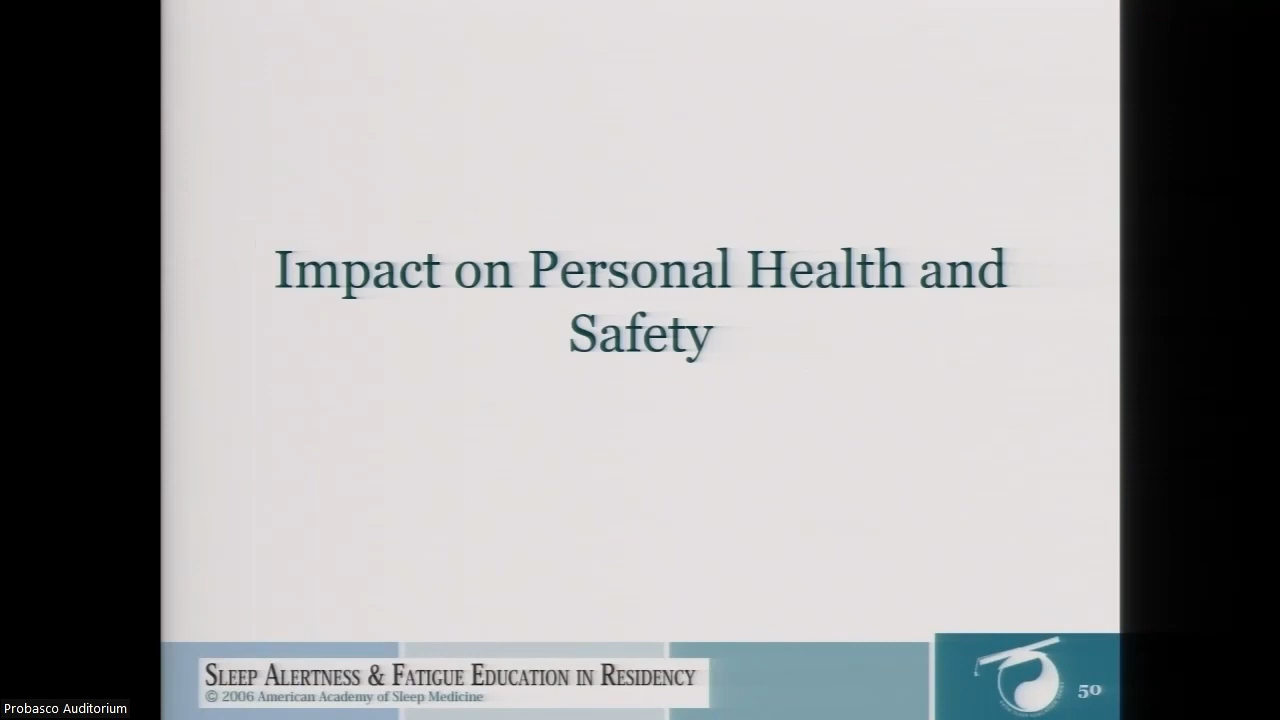 Impact on Personal Health and
Safety
SLEEP ALERTNESS & FATIGUE EDUCATION IN RESIDENCY
© 2006 American Academy of Sleep Medicine
50
Probasco Auditorium